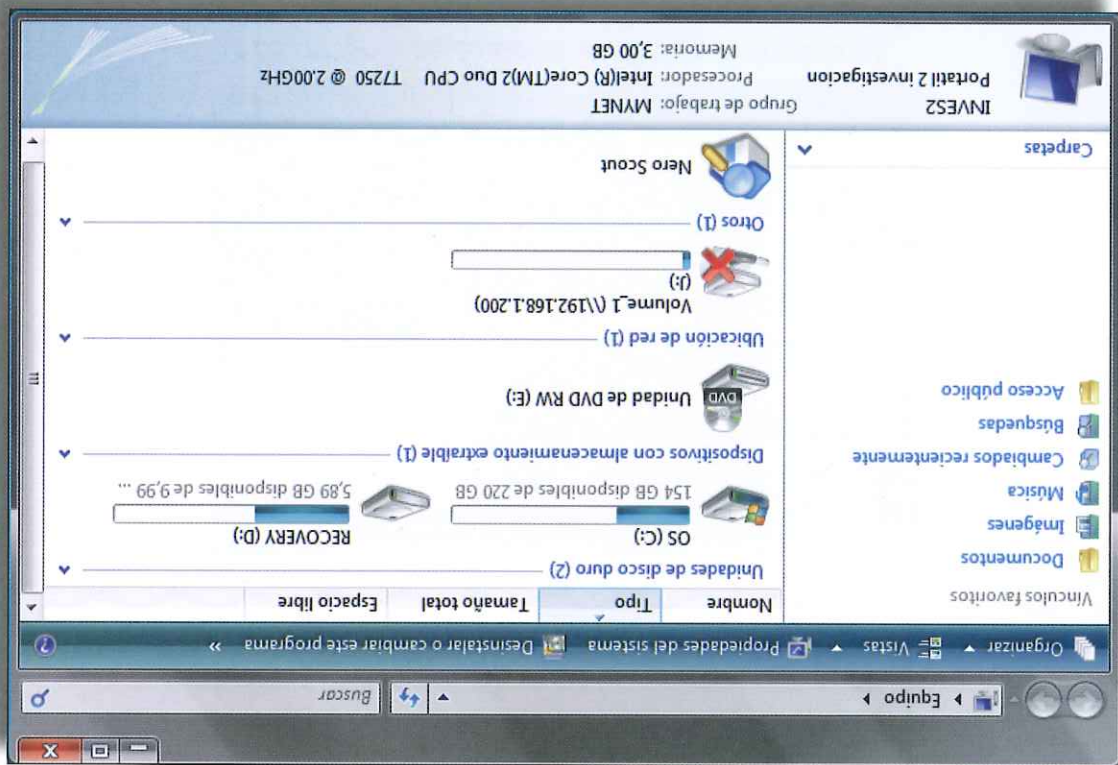 Equipo
Buscar
Organizar Vistas Propiedades del sistema Desinstalar o cambiar este programa »
Vínculos favoritos
Documentos
Imágenes
Música
Cambiados recientemente
Búsquedas
Acceso público
Carpetas
Nombre Tipo Tamaño total Espacio libre
Unidades de disco duro (2)
OS (C:)
154 GB disponibles de 220 GB
RECOVERY (D:)
5,89 GB disponibles de 9,99 ...
Dispositivos con almacenamiento extraíble (1)
DVD
Unidad de DVD RW (E:)
Ubicación de red (1)
Volume_1 (\\192.168.1.200)
(J:)
Otros (1)
Nero Scout
INVES2 Grupo de trabajo: MYNET
Portatil 2 investigacion Procesador: Intel(R) Core(TM)2 Duo CPU T7250 @ 2.00GHz
Memoria: 3,00 GB